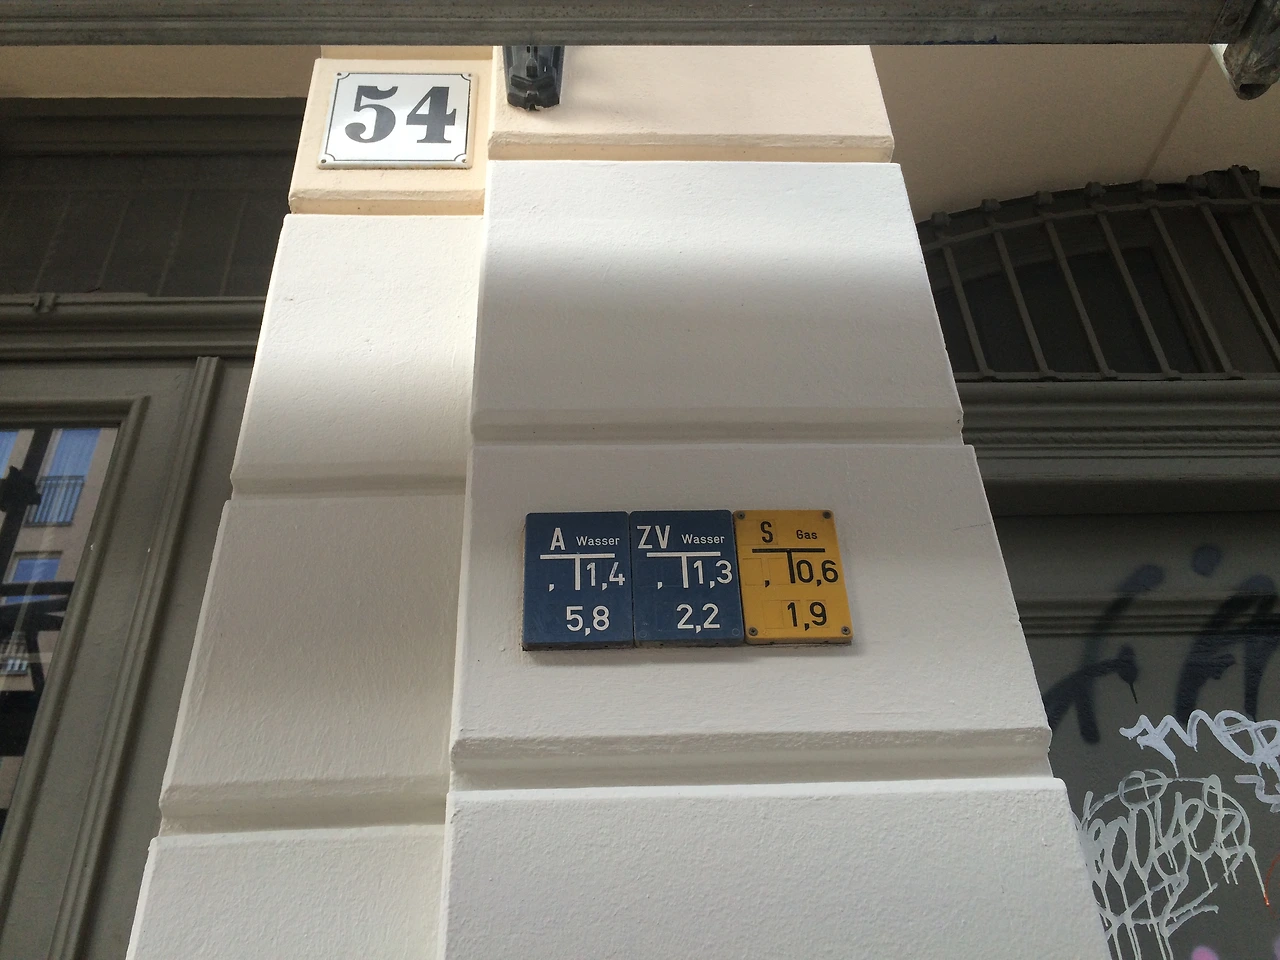 54
A Wasser
, 1,4
5,8
ZV Wasser
, 1,3
2,2
S Gas
, 0,6
1,9